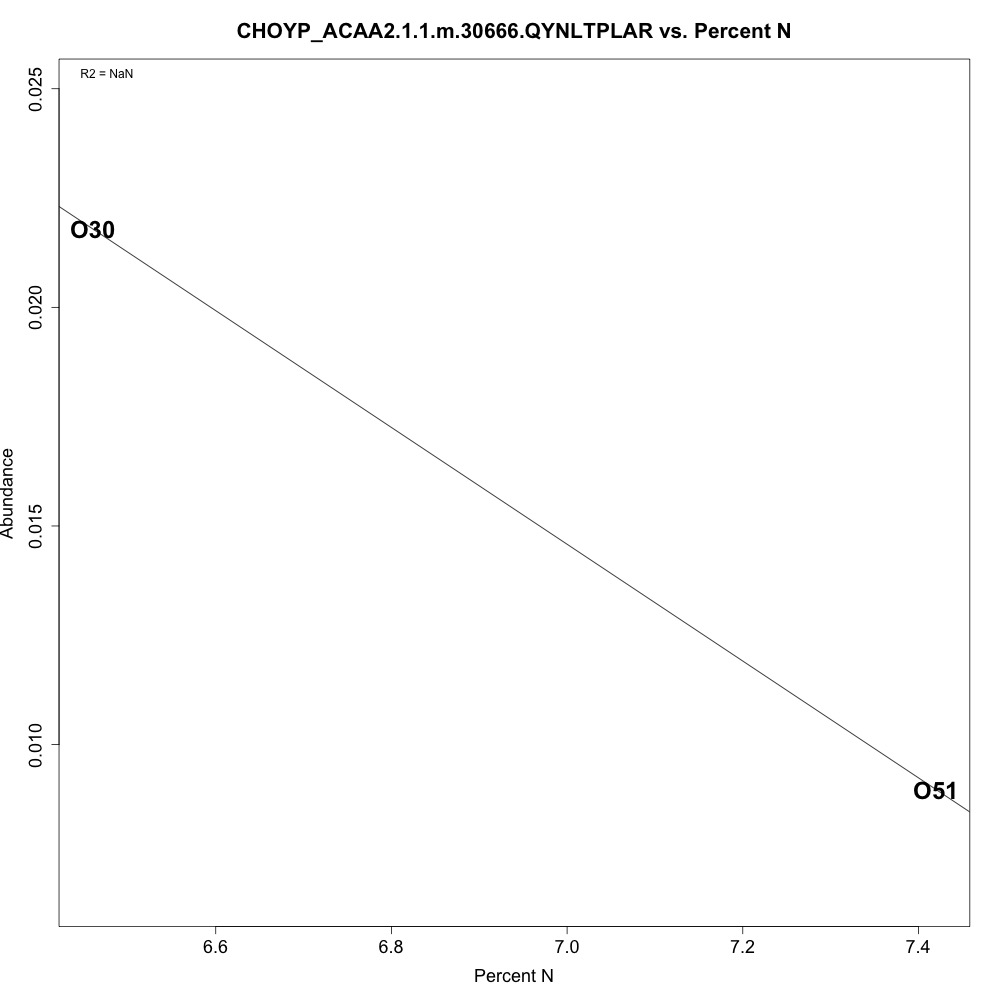 CHOYP_ACAA2.1.1.m.30666.QYNLTPLAR vs. Percent N
R2 = NaN
0.025
0.020
0.015
0.010
Abundance
O30
O51
6.6 6.8 7.0 7.2 7.4
Percent N